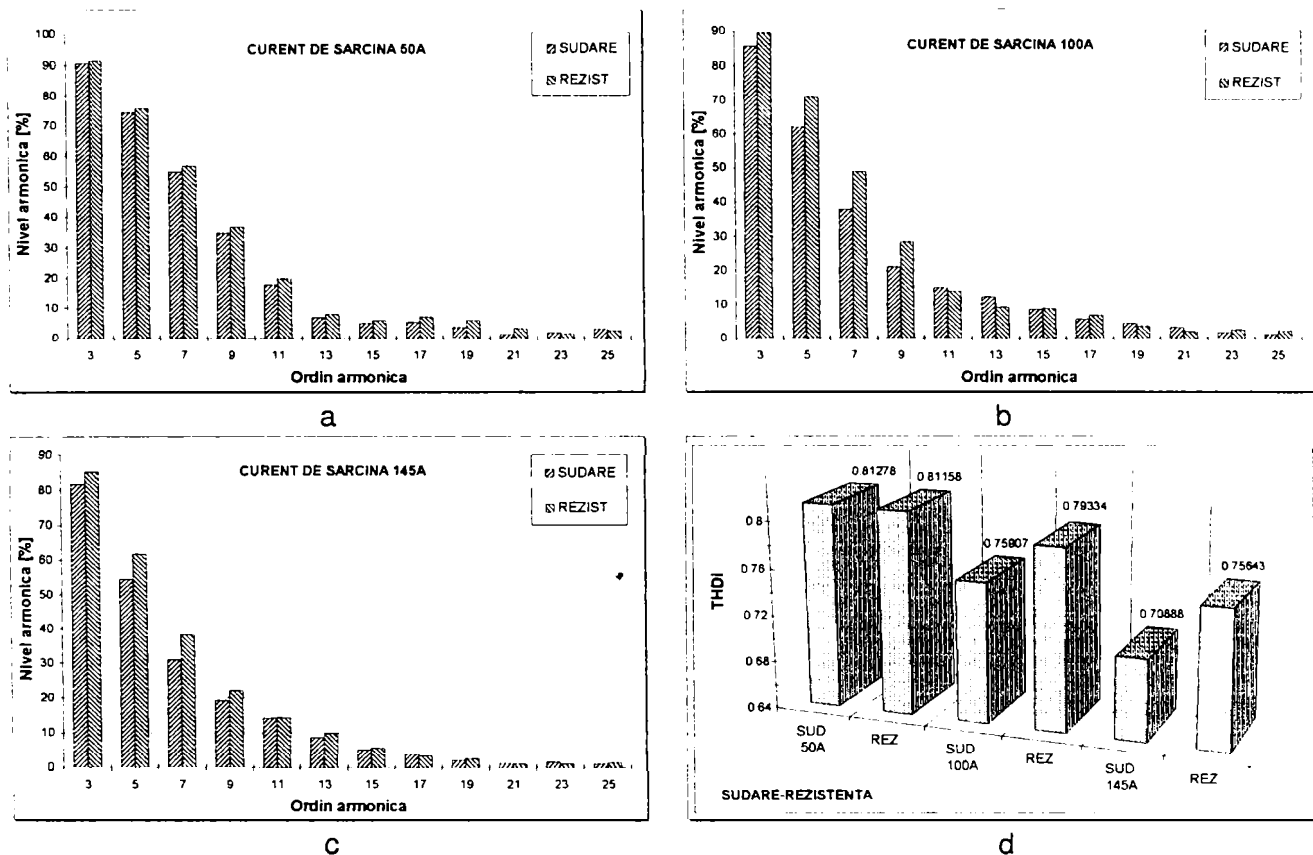 CURENT DE SARCINA 50A
SUDARE
REZIST
Nivel armonica [%]
100
90
80
70
60
50
40
30
20
10
0
3 5 7 9 11 13 15 17 19 21 23 25
Ordin armonica
a
CURENT DE SARCINA 100A
SUDARE
REZIST
Nivel armonica [%]
90
80
70
60
50
40
30
20
10
0
3 5 7 9 11 13 15 17 19 21 23 25
Ordin armonica
b
CURENT DE SARCINA 145A
SUDARE
REZIST
Nivel armonica [%]
90
80
70
60
50
40
30
20
10
0
3 5 7 9 11 13 15 17 19 21 23 25
Ordin armonica
c
THDI
0.8
0.76
0.72
0.68
0.64
0.81278
0.81158
0.75807
0.79334
0.70888
0.75643
SUD
50A
REZ
SUD
100A
REZ
SUD
145A
REZ
SUDARE-REZISTENTA
d